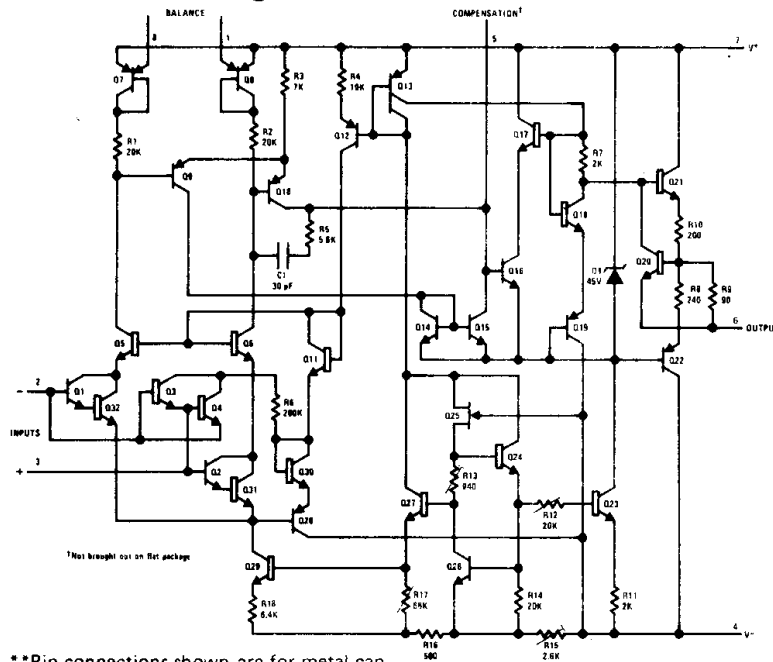 BALANCE
COMPENSATION†
8
1
5
7
V+
Q7
Q8
R3
7K
R4
19K
Q13
Q12
Q17
R1
20K
R2
20K
R7
2K
Q9
Q10
Q18
Q21
R5
5.6K
R10
200
C1
30 pF
Q16
D1
45V
Q20
R8
240
R9
90
6
OUTPUT
Q5
Q6
Q11
Q14
Q15
Q19
Q22
2
Q1
Q32
Q3
Q4
R6
280K
Q25
INPUTS
3
+
Q2
Q31
Q30
Q24
R13
940
Q28
Q27
R12
20K
Q23
†Not brought out on flat package
Q29
Q26
R18
6.4K
R17
R14
20K
R11
2K
R16
500
R15
2.6K
4
V-
**Pin connections shown are for metal can